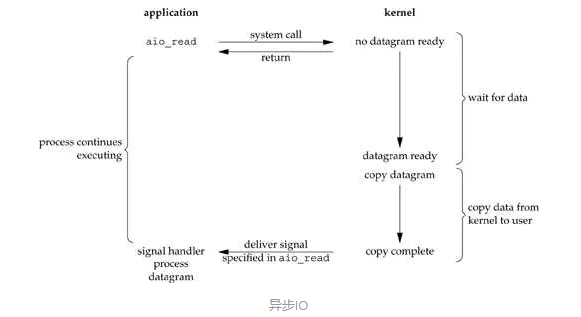 application
kernel
aio_read
system call
no datagram ready
return
wait for data
process continues
executing
datagram ready
copy datagram
copy data from
kernel to user
deliver signal
copy complete
signal handler
specified in aio_read
process
datagram
异步IO